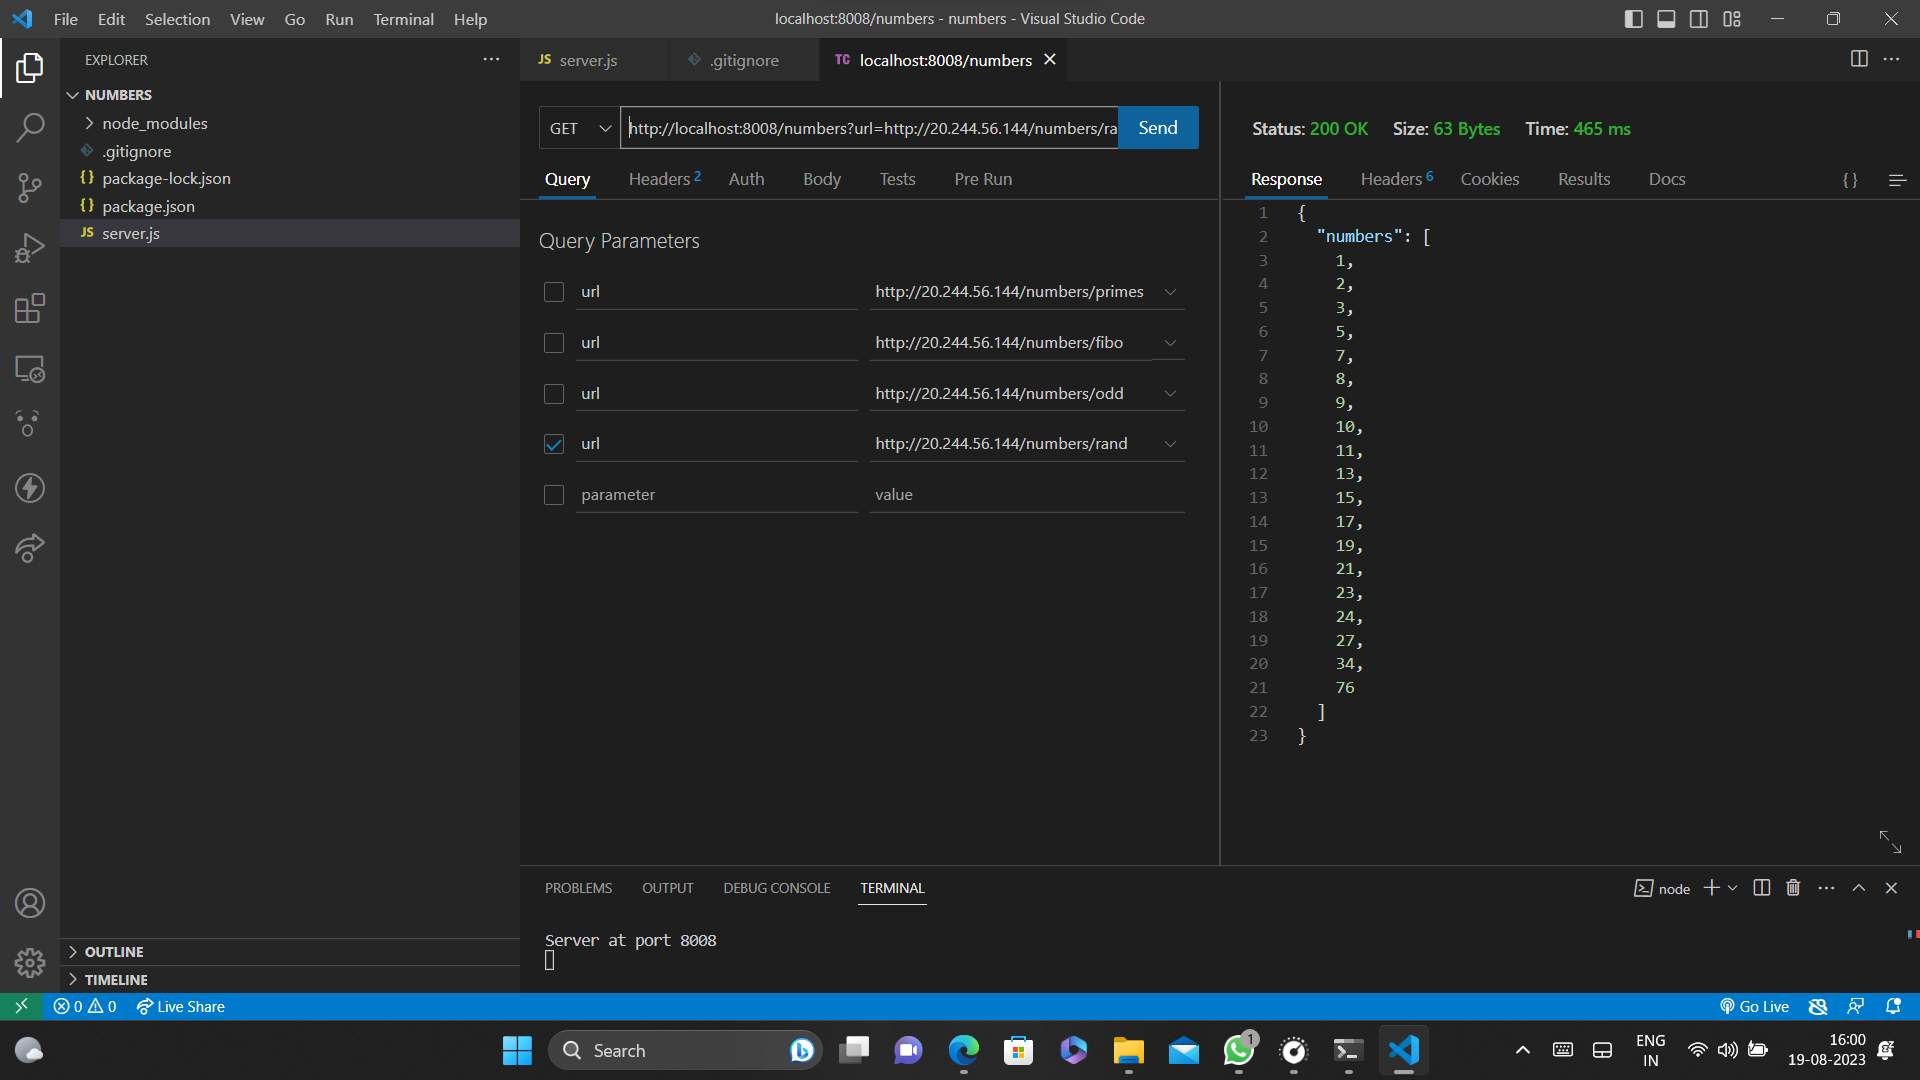 File Edit Selection View Go Run Terminal Help
localhost:8008/numbers - numbers - Visual Studio Code
EXPLORER
NUMBERS
node_modules
.gitignore
{} package-lock.json
{} package.json
JS server.js
OUTLINE
TIMELINE
JS server.js
.gitignore
TC localhost:8008/numbers
GET
http://localhost:8008/numbers?url=http://20.244.56.144/numbers/ra
Send
Query Headers 2 Auth Body Tests Pre Run
Query Parameters
url http://20.244.56.144/numbers/primes
url http://20.244.56.144/numbers/fibo
url http://20.244.56.144/numbers/odd
url http://20.244.56.144/numbers/rand
parameter value
Status: 200 OK Size: 63 Bytes Time: 465 ms
Response Headers 6 Cookies Results Docs {}
1 {
2 "numbers": [
3 1,
4 2,
5 3,
6 5,
7 7,
8 8,
9 9,
10 10,
11 11,
12 13,
13 15,
14 17,
15 19,
16 21,
17 23,
18 24,
19 27,
20 34,
21 76
22 ]
23 }
PROBLEMS OUTPUT DEBUG CONSOLE TERMINAL
node
Server at port 8008
0 0 Live Share
Go Live
Search
1
ENG
IN
16:00
19-08-2023